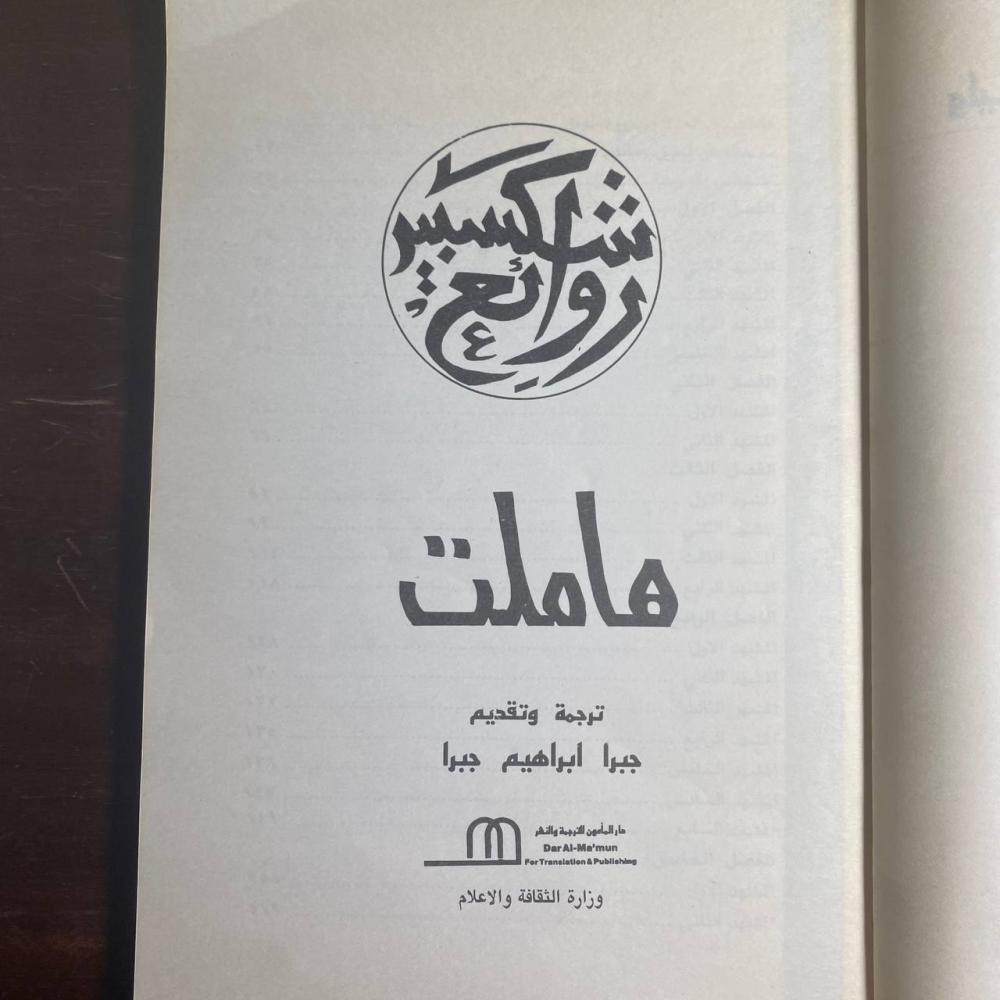 شكسبير
روائع
٤
هاملت
ترجمة وتقديم
جبرا ابراهيم جبرا
دار المأمون للترجمة والنشر
Dar Al-Ma'mun
For Translation & Publishing
وزارة الثقافة والاعلام